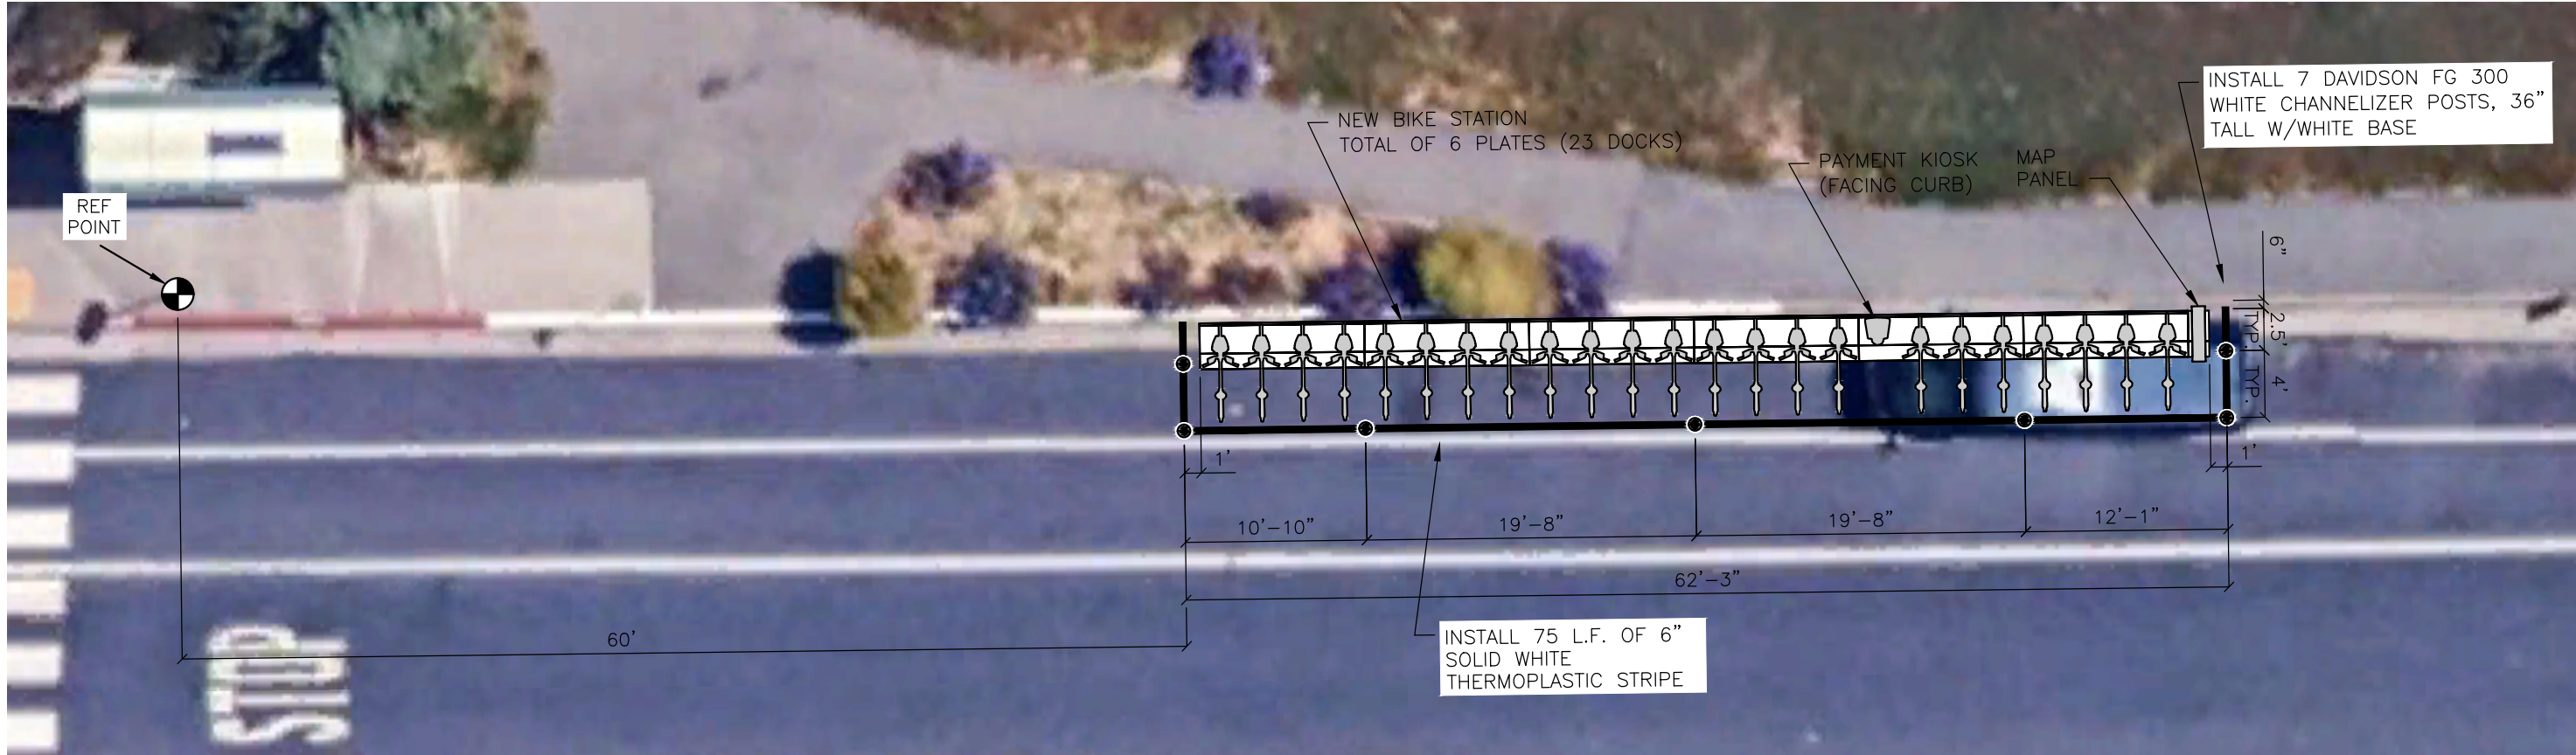 INSTALL 7 DAVIDSON FG 300
WHITE CHANNELIZER POSTS, 36"
TALL W/WHITE BASE
NEW BIKE STATION
TOTAL OF 6 PLATES (23 DOCKS)
PAYMENT KIOSK
(FACING CURB)
MAP
PANEL
REF
POINT
6"
2.5'
TYP.
4'
TYP.
1'
1'
10'-10"
19'-8"
19'-8"
12'-1"
62'-3"
60'
INSTALL 75 L.F. OF 6"
SOLID WHITE
THERMOPLASTIC STRIPE
STOP